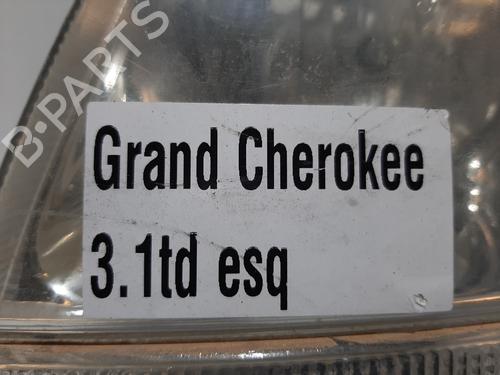 B-PARTS
Grand Cherokee
3.1td esq